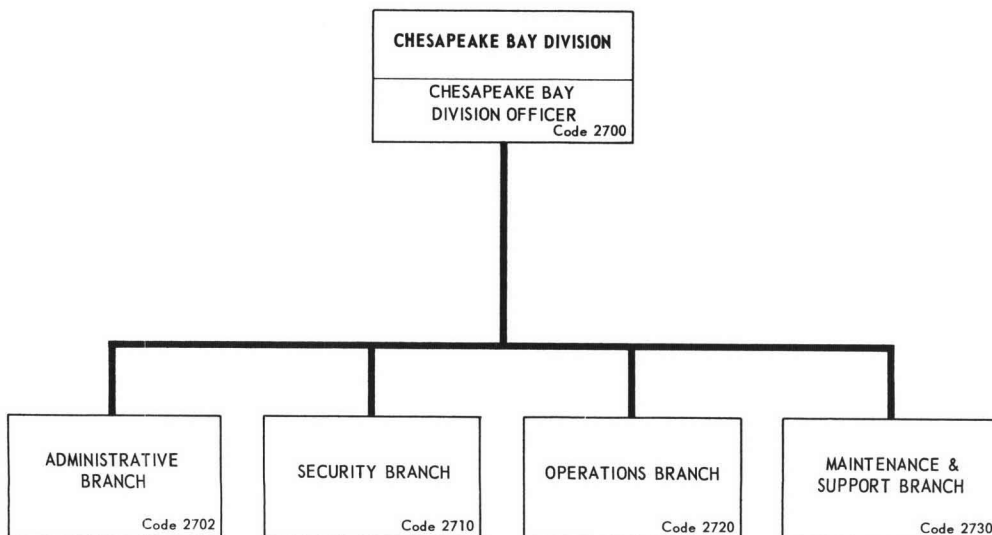 CHESAPEAKE BAY DIVISION
CHESAPEAKE BAY
DIVISION OFFICER
Code 2700
ADMINISTRATIVE
BRANCH
Code 2702
SECURITY BRANCH
Code 2710
OPERATIONS BRANCH
Code 2720
MAINTENANCE &
SUPPORT BRANCH
Code 2730